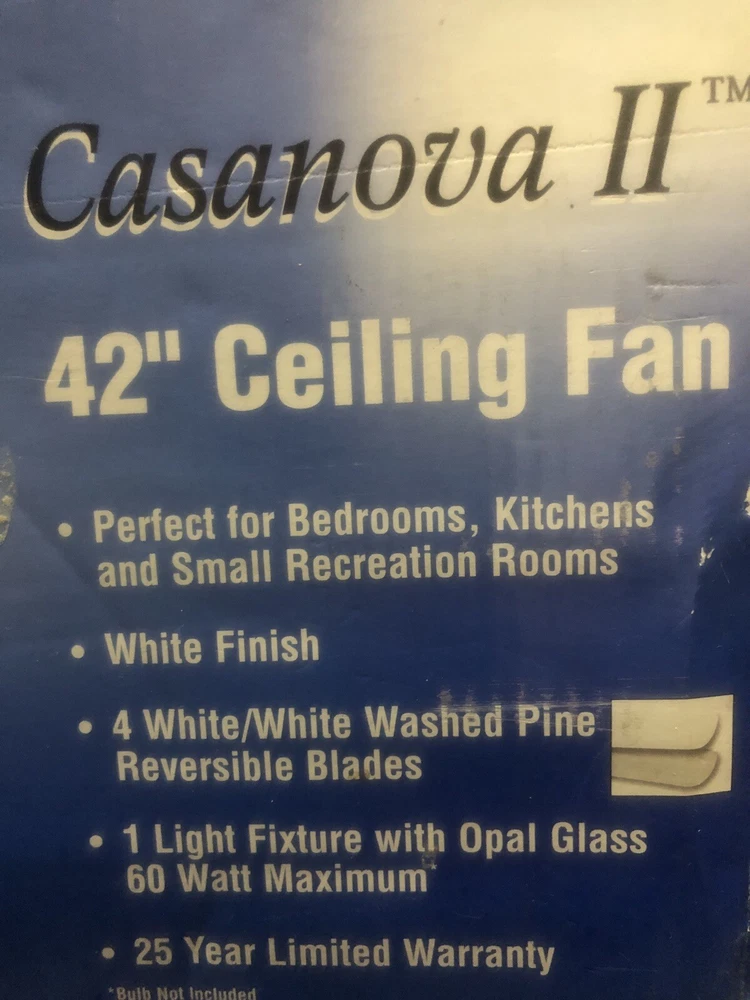 Casanova II™
42" Ceiling Fan
• Perfect for Bedrooms, Kitchens
and Small Recreation Rooms
• White Finish
• 4 White/White Washed Pine
Reversible Blades
• 1 Light Fixture with Opal Glass
60 Watt Maximum*
• 25 Year Limited Warranty
*Bulb Not Included